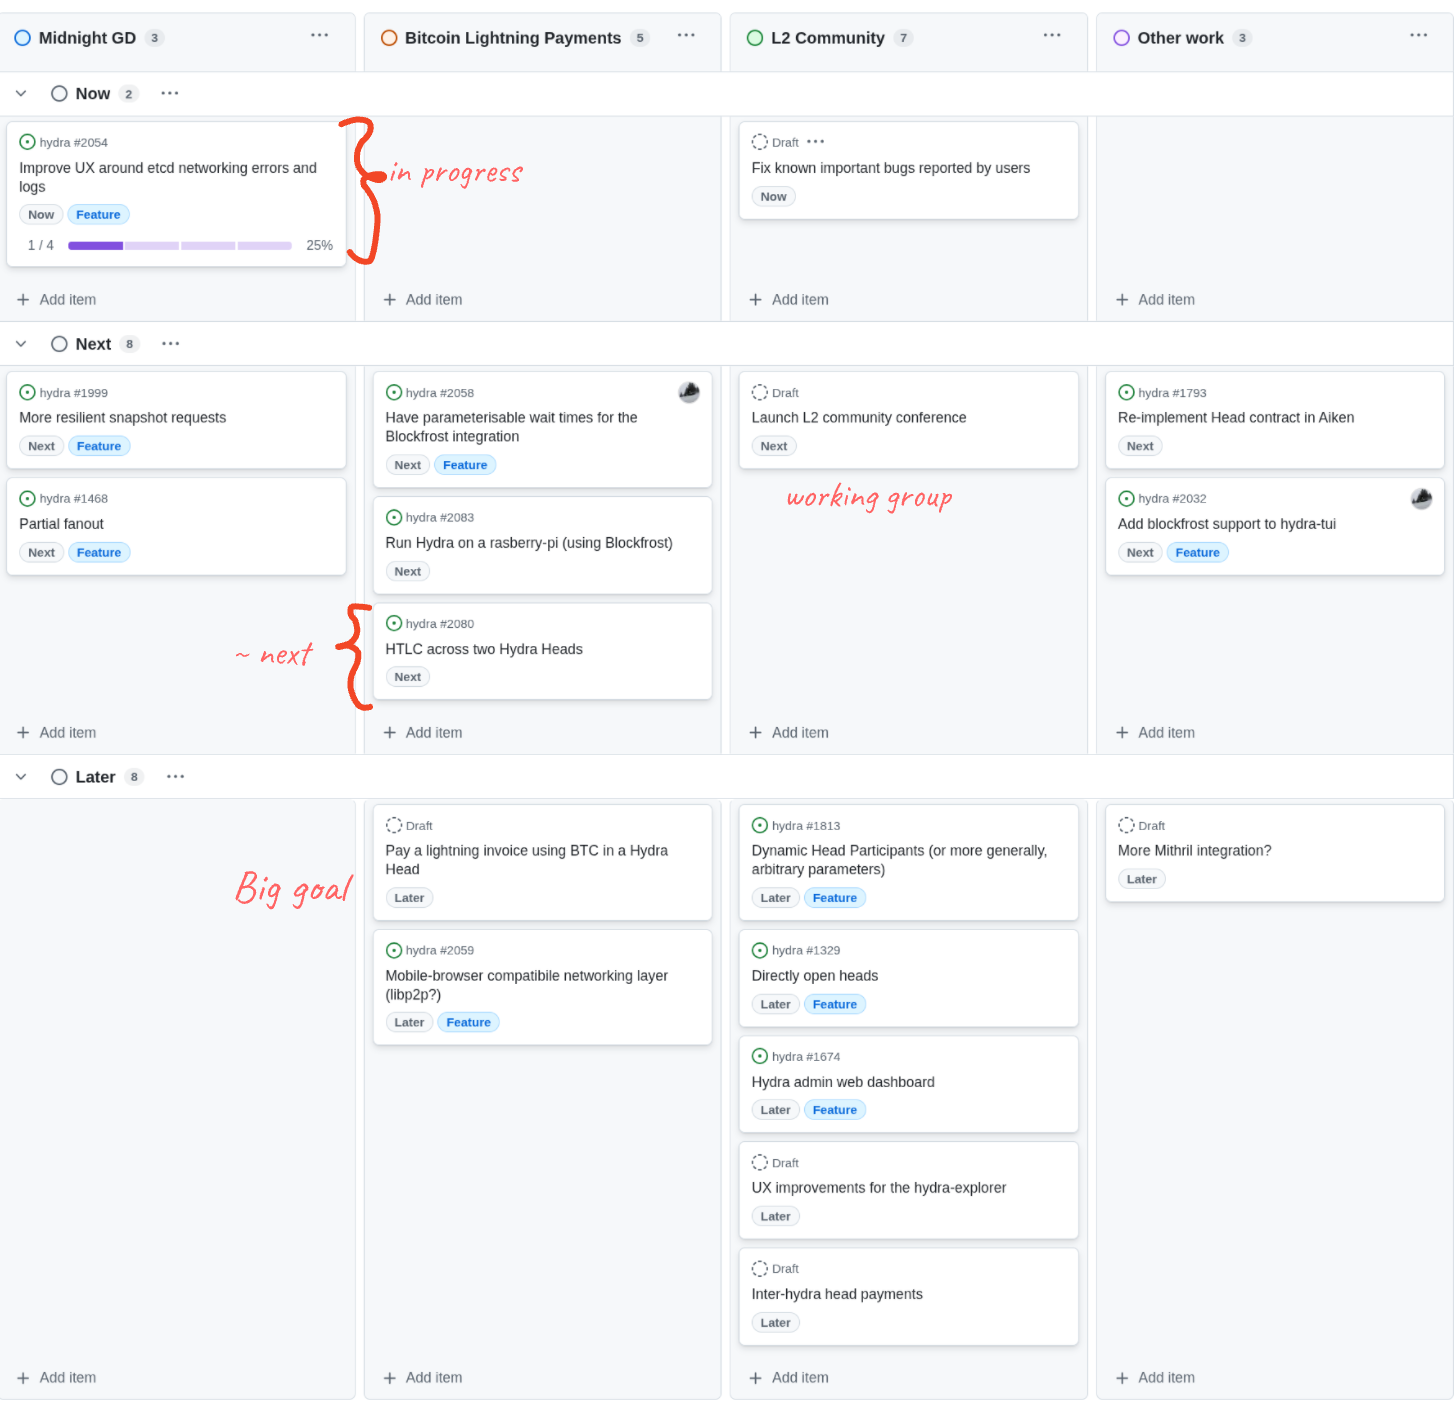 Midnight GD 3 ...
Bitcoin Lightning Payments 5 ...
L2 Community 7 ...
Other work 3 ...
Now 2 ...
hydra #2054
Improve UX around etcd networking errors and
logs
Now Feature
1 / 4 25%
in progress
Draft ...
Fix known important bugs reported by users
Now
+ Add item
+ Add item
+ Add item
+ Add item
Next 8 ...
hydra #1999
More resilient snapshot requests
Next Feature
hydra #1468
Partial fanout
Next Feature
~ next
+ Add item
hydra #2058
Have parameterisable wait times for the
Blockfrost integration
Next Feature
hydra #2083
Run Hydra on a rasberry-pi (using Blockfrost)
Next
hydra #2080
HTLC across two Hydra Heads
Next
+ Add item
Draft
Launch L2 community conference
Next
working group
+ Add item
hydra #1793
Re-implement Head contract in Aiken
Next
hydra #2032
Add blockfrost support to hydra-tui
Next Feature
+ Add item
Later 8 ...
Big goal
+ Add item
Draft
Pay a lightning invoice using BTC in a Hydra
Head
Later
hydra #2059
Mobile-browser compatibile networking layer
(libp2p?)
Later Feature
+ Add item
hydra #1813
Dynamic Head Participants (or more generally,
arbitrary parameters)
Later Feature
hydra #1329
Directly open heads
Later Feature
hydra #1674
Hydra admin web dashboard
Later Feature
Draft
UX improvements for the hydra-explorer
Later
Draft
Inter-hydra head payments
Later
+ Add item
Draft
More Mithril integration?
Later
+ Add item